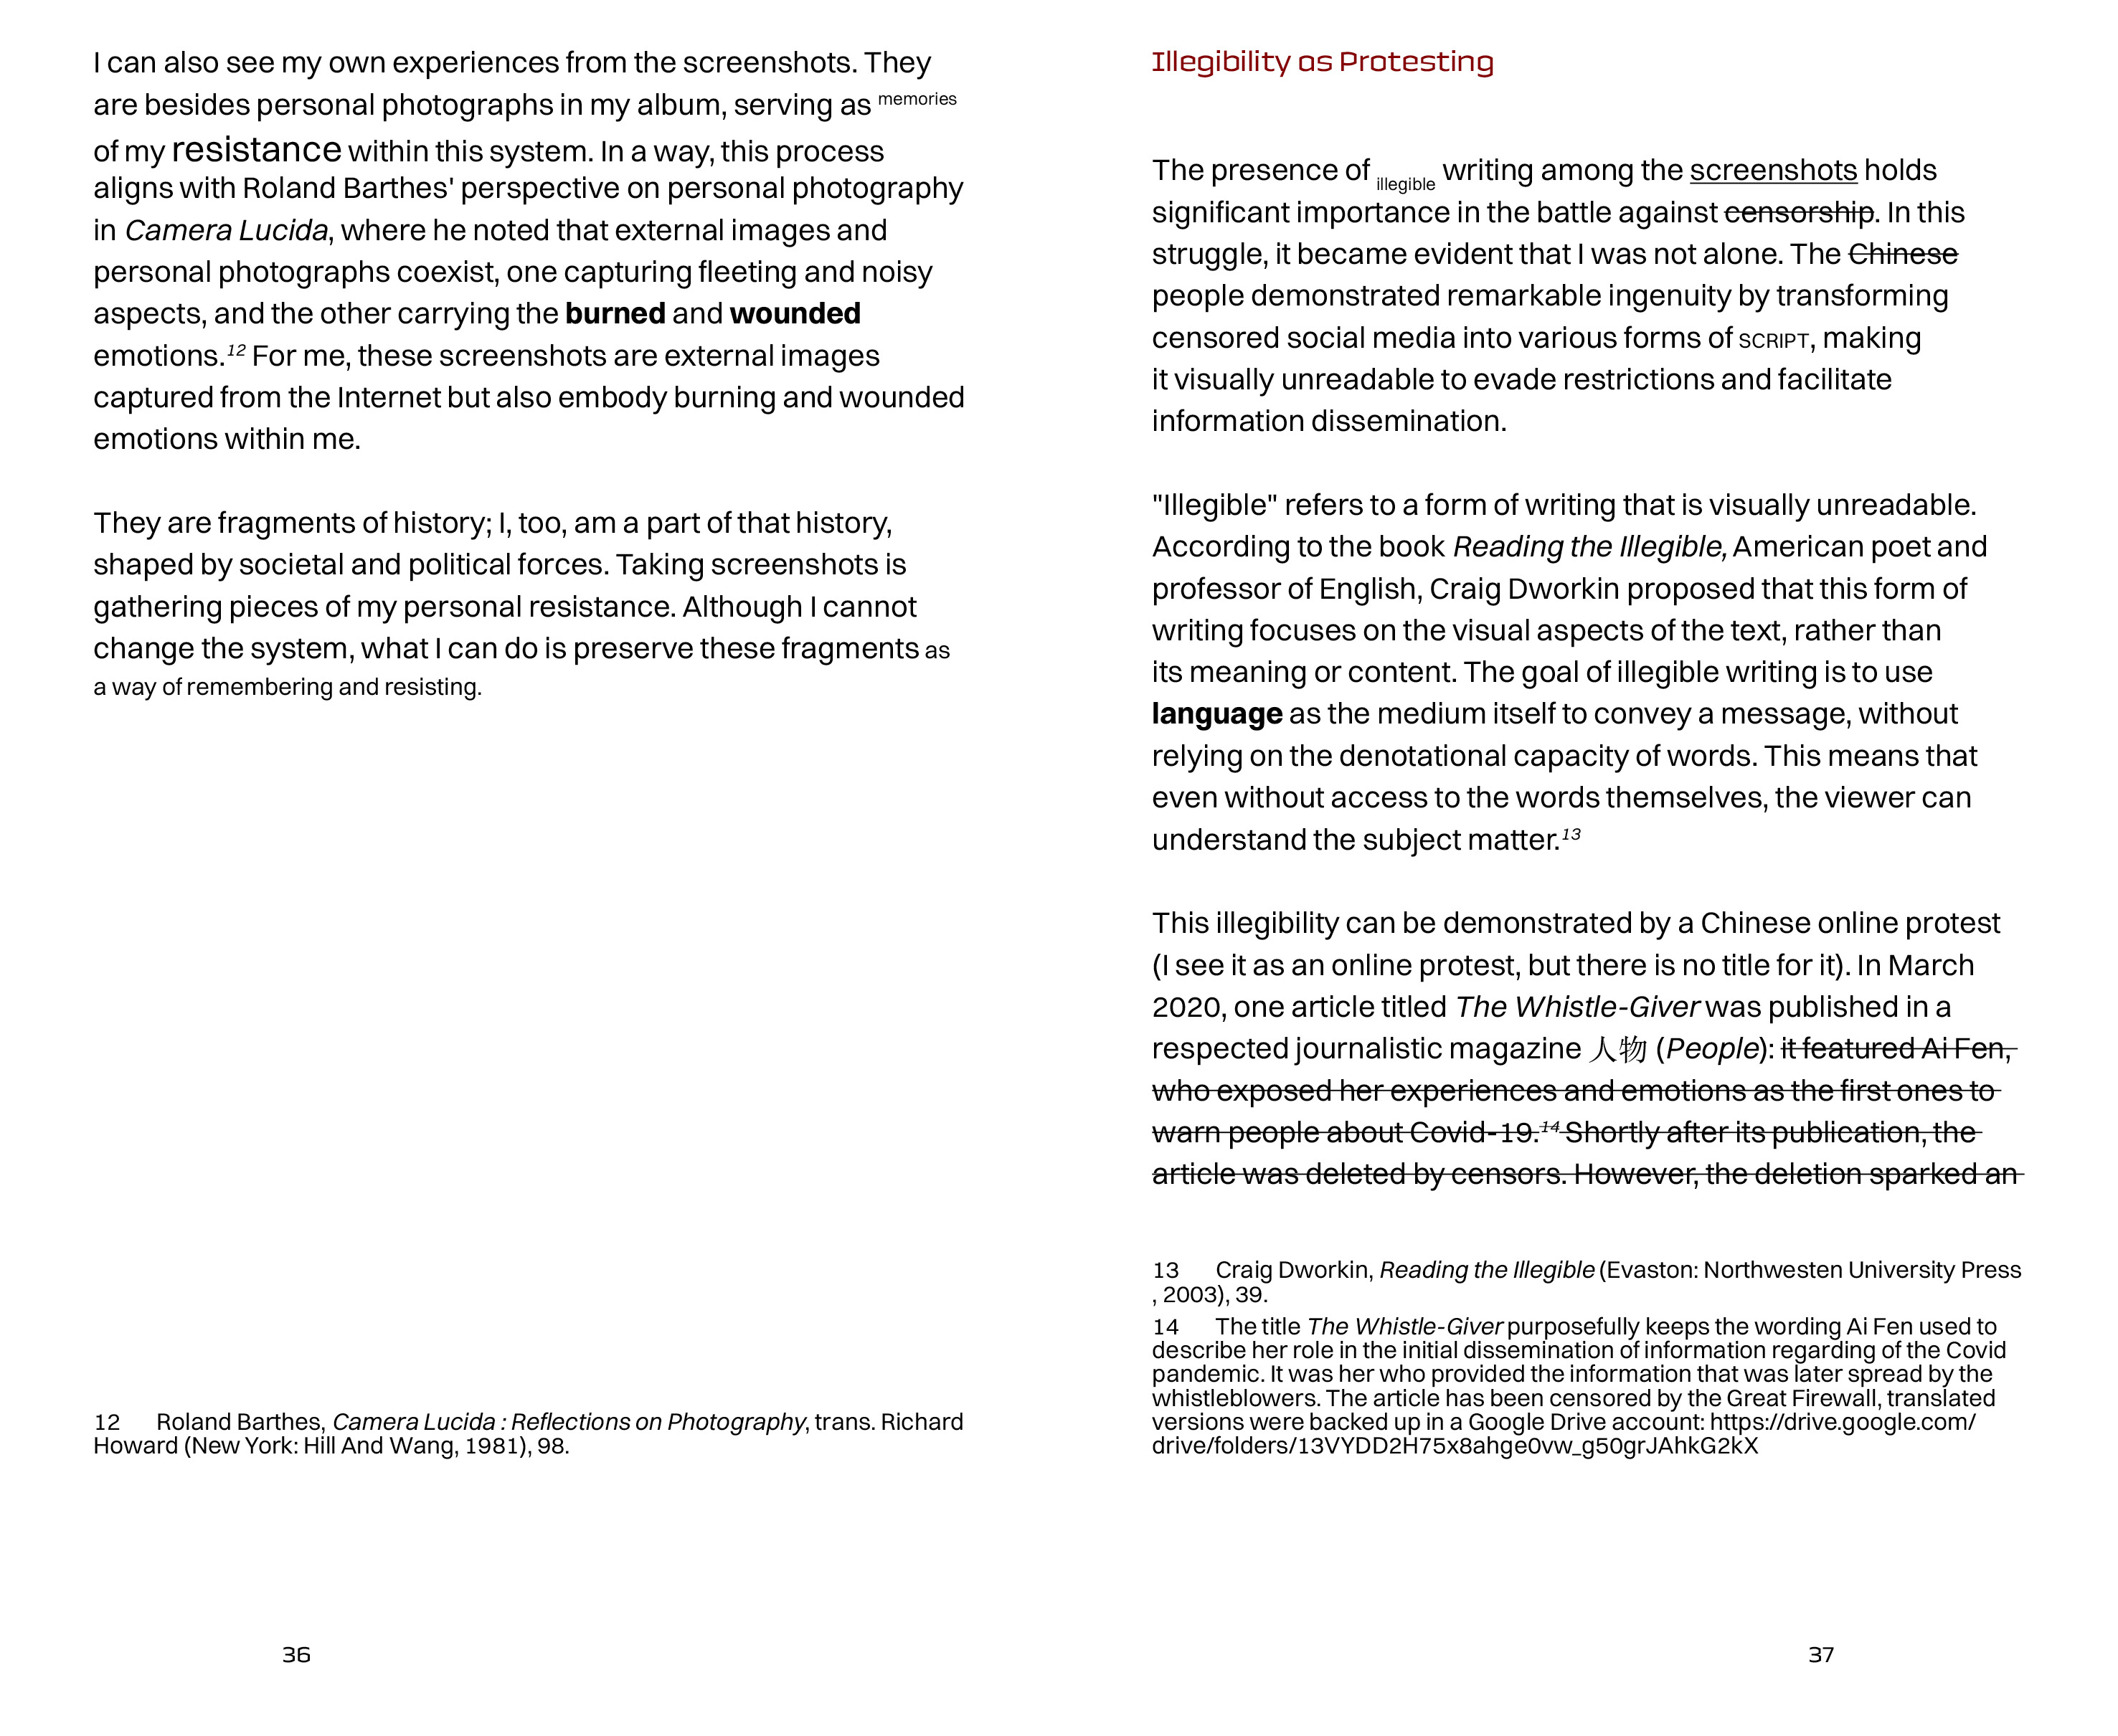 I can also see my own experiences from the screenshots. They
are besides personal photographs in my album, serving as memories
of my resistance within this system. In a way, this process
aligns with Roland Barthes' perspective on personal photography
in Camera Lucida, where he noted that external images and
personal photographs coexist, one capturing fleeting and noisy
aspects, and the other carrying the burned and wounded
emotions.12 For me, these screenshots are external images
captured from the Internet but also embody burning and wounded
emotions within me.
They are fragments of history; I, too, am a part of that history,
shaped by societal and political forces. Taking screenshots is
gathering pieces of my personal resistance. Although I cannot
change the system, what I can do is preserve these fragments as
a way of remembering and resisting.
12 Roland Barthes, Camera Lucida : Reflections on Photography, trans. Richard
Howard (New York: Hill And Wang, 1981), 98.
36
Illegibility as Protesting
The presence of illegible writing among the screenshots holds
significant importance in the battle against censorship. In this
struggle, it became evident that I was not alone. The Chinese
people demonstrated remarkable ingenuity by transforming
censored social media into various forms of SCRIPT, making
it visually unreadable to evade restrictions and facilitate
information dissemination.
"Illegible" refers to a form of writing that is visually unreadable.
According to the book Reading the Illegible, American poet and
professor of English, Craig Dworkin proposed that this form of
writing focuses on the visual aspects of the text, rather than
its meaning or content. The goal of illegible writing is to use
language as the medium itself to convey a message, without
relying on the denotational capacity of words. This means that
even without access to the words themselves, the viewer can
understand the subject matter.13
This illegibility can be demonstrated by a Chinese online protest
(I see it as an online protest, but there is no title for it). In March
2020, one article titled The Whistle-Giver was published in a
respected journalistic magazine 人物 (People): it featured Ai Fen,
who exposed her experiences and emotions as the first ones to
warn people about Covid-19.14 Shortly after its publication, the
article was deleted by censors. However, the deletion sparked an
13 Craig Dworkin, Reading the Illegible (Evaston: Northwesten University Press
, 2003), 39.
14 The title The Whistle-Giver purposefully keeps the wording Ai Fen used to
describe her role in the initial dissemination of information regarding of the Covid
pandemic. It was her who provided the information that was later spread by the
whistleblowers. The article has been censored by the Great Firewall, translated
versions were backed up in a Google Drive account: https://drive.google.com/
drive/folders/13VYDD2H75x8ahge0vw_g50grJAhkG2kX
37